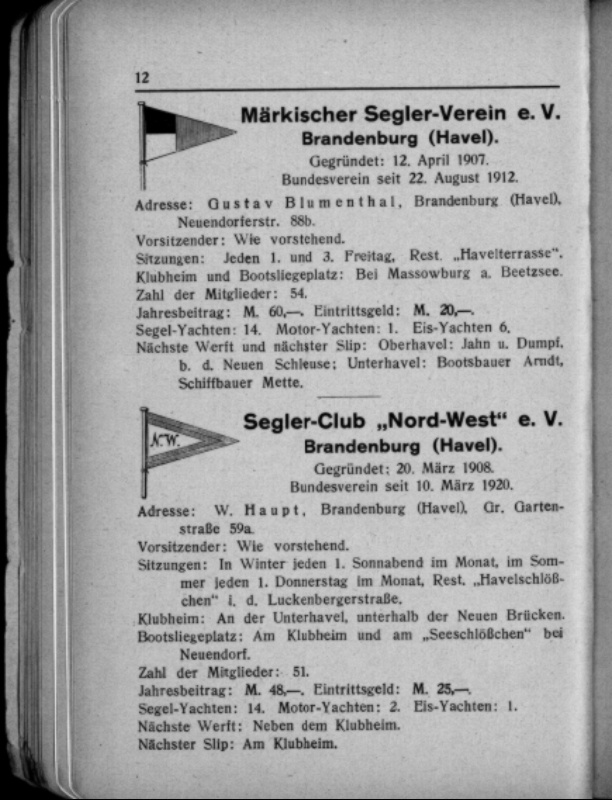 12
Märkischer Segler-Verein e. V.
Brandenburg (Havel).
Gegründet: 12. April 1907.
Bundesverein seit 22. August 1912.
Adresse: Gustav Blumenthal, Brandenburg (Havel),
Neuendorferstr. 88b.
Vorsitzender: Wie vorstehend.
Sitzungen: Jeden 1. und 3. Freitag, Rest. „Havelterrasse“.
Klubheim und Bootsliegeplatz: Bei Massowburg a. Beetzsee.
Zahl der Mitglieder: 54.
Jahresbeitrag: M. 60,—. Eintrittsgeld: M. 20,—.
Segel-Yachten: 14. Motor-Yachten: 1. Eis-Yachten 6.
Nächste Werft und nächster Slip: Oberhavel: Jahn u. Dumpf,
b. d. Neuen Schleuse; Unterhavel: Bootsbauer Arndt,
Schiffbauer Mette.
N.-W.
Segler-Club „Nord-West“ e. V.
Brandenburg (Havel).
Gegründet: 20. März 1908.
Bundesverein seit 10. März 1920.
Adresse: W. Haupt, Brandenburg (Havel), Gr. Garten-
straße 59a.
Vorsitzender: Wie vorstehend.
Sitzungen: In Winter jeden 1. Sonnabend im Monat, im Som-
mer jeden 1. Donnerstag im Monat, Rest. „Havelschlöß-
chen“ i. d. Luckenbergerstraße.
Klubheim: An der Unterhavel, unterhalb der Neuen Brücken.
Bootsliegeplatz: Am Klubheim und am „Seeschlößchen“ bei
Neuendorf.
Zahl der Mitglieder: 51.
Jahresbeitrag: M. 48,—. Eintrittsgeld: M. 25,—.
Segel-Yachten: 14. Motor-Yachten: 2. Eis-Yachten: 1.
Nächste Werft: Neben dem Klubheim.
Nächster Slip: Am Klubheim.